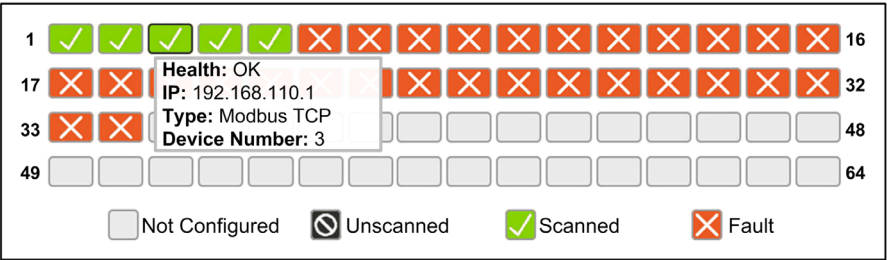 1 16
Health: OK
17 IP: 192.168.110.1 32
Type: Modbus TCP
33 Device Number: 3 48
49 64
Not Configured Unscanned Scanned Fault